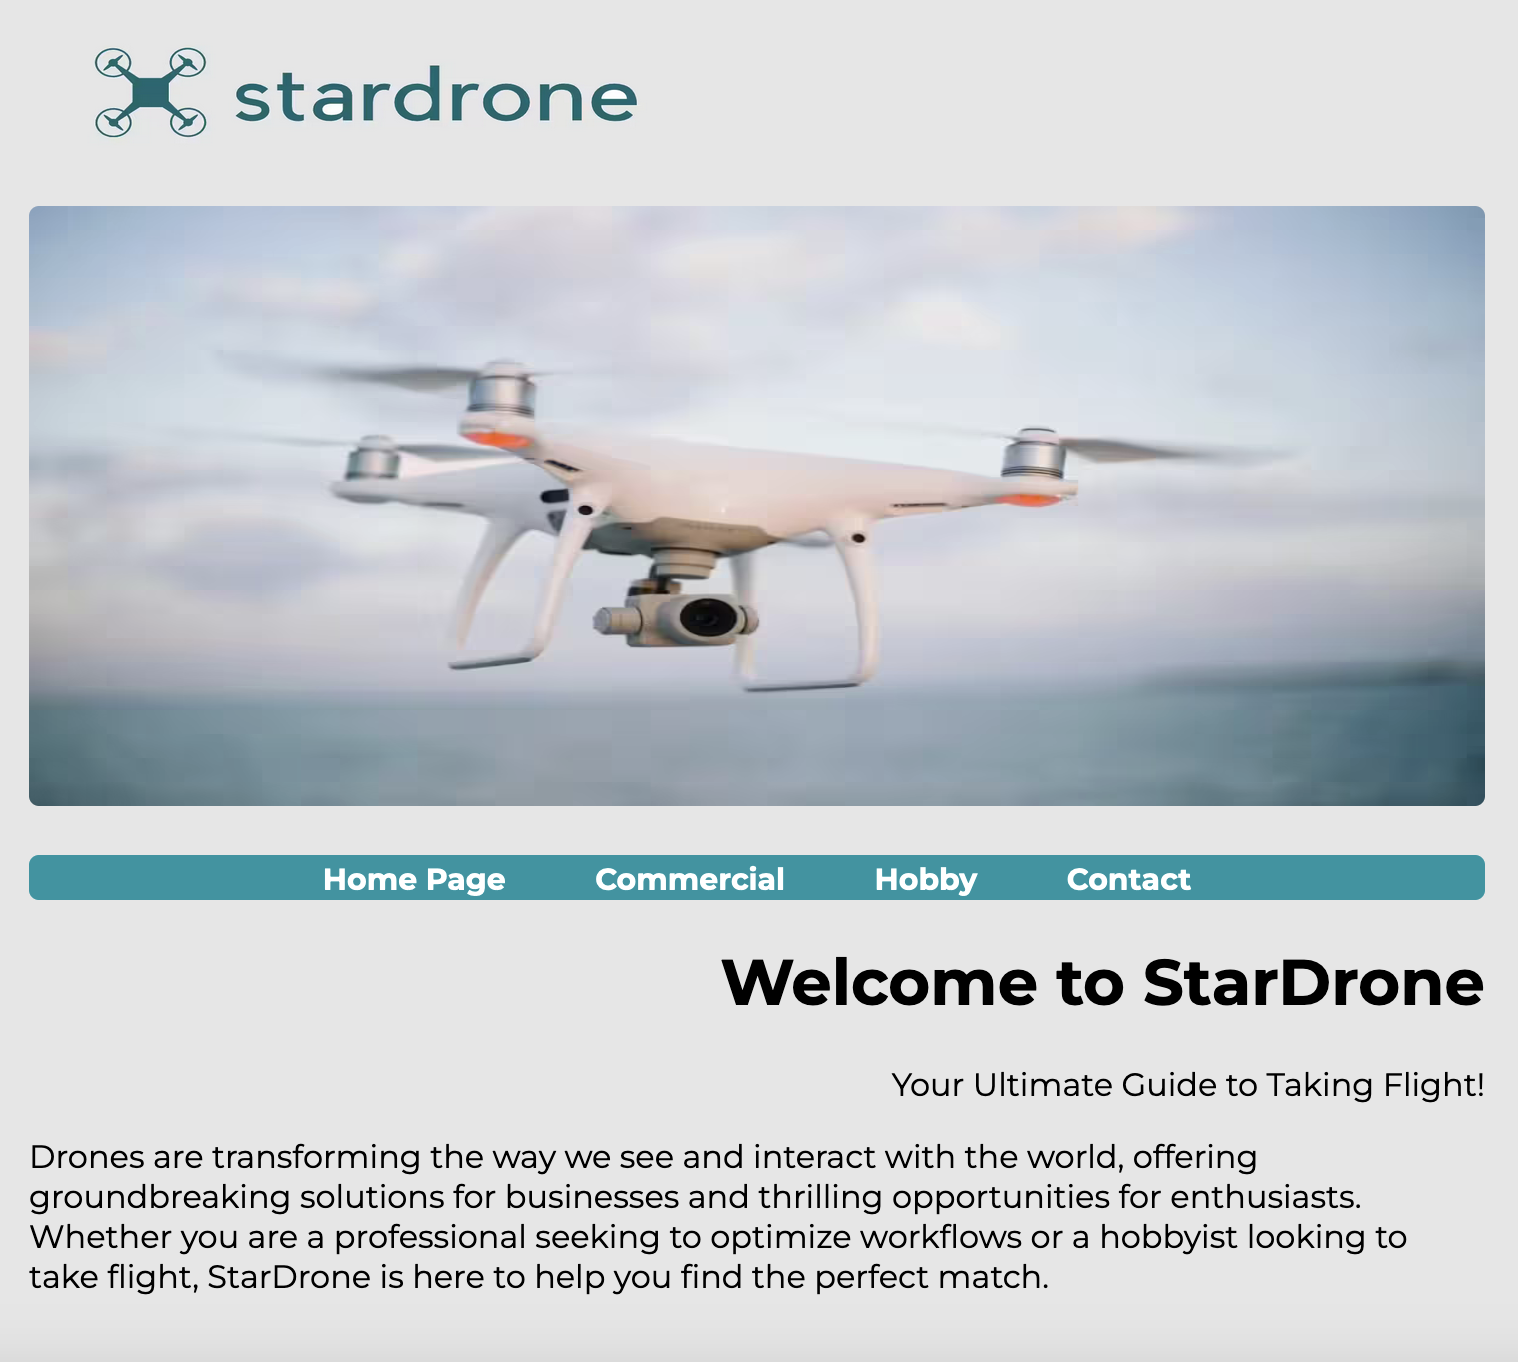 stardrone
Home Page Commercial Hobby Contact
Welcome to StarDrone
Your Ultimate Guide to Taking Flight!
Drones are transforming the way we see and interact with the world, offering
groundbreaking solutions for businesses and thrilling opportunities for enthusiasts.
Whether you are a professional seeking to optimize workflows or a hobbyist looking to
take flight, StarDrone is here to help you find the perfect match.